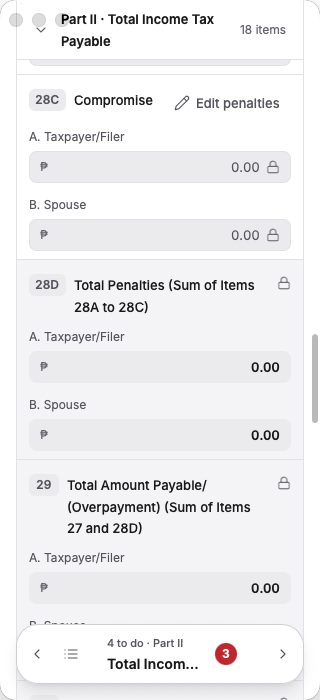 Part II · Total Income Tax
Payable
18 items
28C
Compromise
Edit penalties
A. Taxpayer/Filer
₱
0.00
B. Spouse
₱
0.00
28D
Total Penalties (Sum of Items
28A to 28C)
A. Taxpayer/Filer
₱
0.00
B. Spouse
₱
0.00
29
Total Amount Payable/
(Overpayment) (Sum of Items
27 and 28D)
A. Taxpayer/Filer
₱
0.00
4 to do · Part II
Total Incom...
3